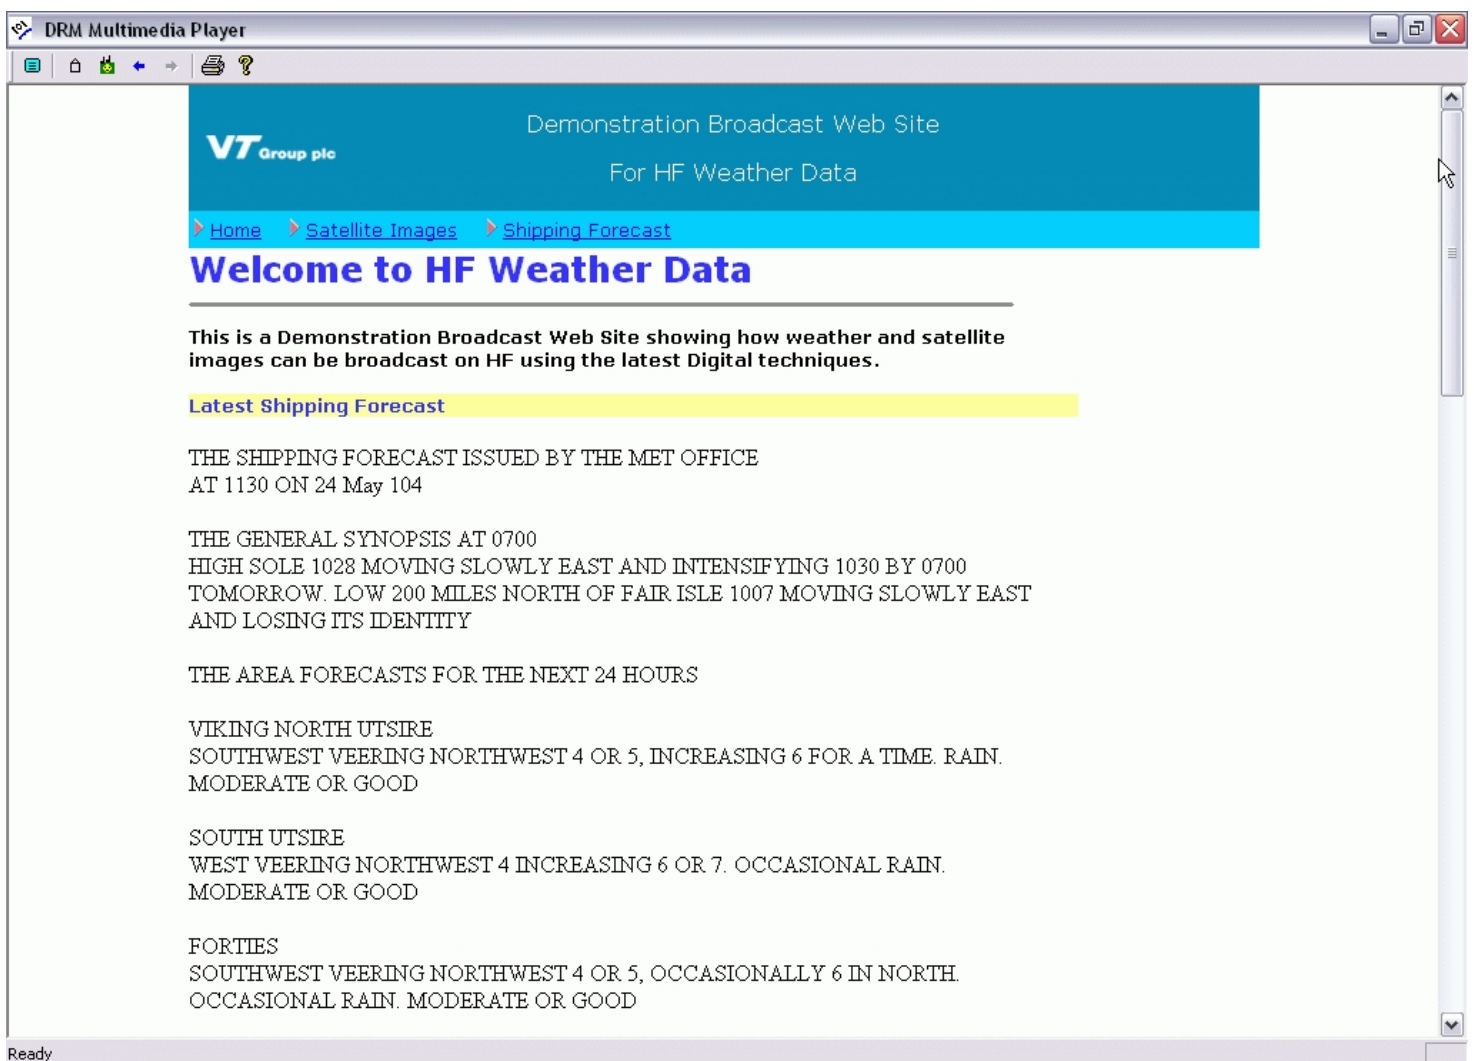 DRM Multimedia Player
VT Group plc
Demonstration Broadcast Web Site
For HF Weather Data
Home Satellite Images Shipping Forecast
Welcome to HF Weather Data
This is a Demonstration Broadcast Web Site showing how weather and satellite
images can be broadcast on HF using the latest Digital techniques.
Latest Shipping Forecast
THE SHIPPING FORECAST ISSUED BY THE MET OFFICE
AT 1130 ON 24 May 104
THE GENERAL SYNOPSIS AT 0700
HIGH SOLE 1028 MOVING SLOWLY EAST AND INTENSIFYING 1030 BY 0700
TOMORROW. LOW 200 MILES NORTH OF FAIR ISLE 1007 MOVING SLOWLY EAST
AND LOSING ITS IDENTITY
THE AREA FORECASTS FOR THE NEXT 24 HOURS
VIKING NORTH UTSIRE
SOUTHWEST VEERING NORTHWEST 4 OR 5, INCREASING 6 FOR A TIME. RAIN.
MODERATE OR GOOD
SOUTH UTSIRE
WEST VEERING NORTHWEST 4 INCREASING 6 OR 7. OCCASIONAL RAIN.
MODERATE OR GOOD
FORTIES
SOUTHWEST VEERING NORTHWEST 4 OR 5, OCCASIONALLY 6 IN NORTH.
OCCASIONAL RAIN. MODERATE OR GOOD
Ready